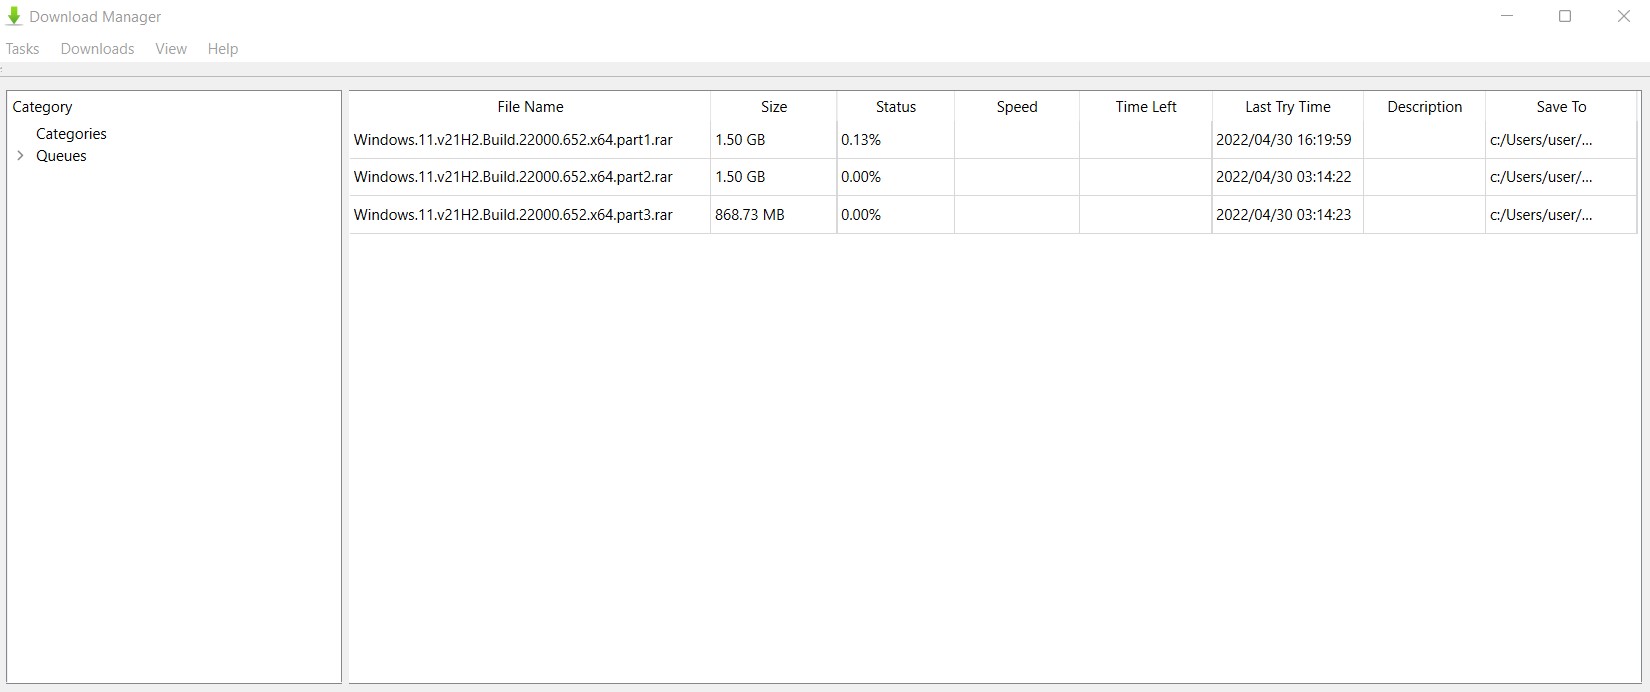 Download Manager
Tasks Downloads View Help
Category
Categories
Queues
File Name Size Status Speed Time Left Last Try Time Description Save To
Windows.11.v21H2.Build.22000.652.x64.part1.rar 1.50 GB 0.13% 2022/04/30 16:19:59 c:/Users/user/...
Windows.11.v21H2.Build.22000.652.x64.part2.rar 1.50 GB 0.00% 2022/04/30 03:14:22 c:/Users/user/...
Windows.11.v21H2.Build.22000.652.x64.part3.rar 868.73 MB 0.00% 2022/04/30 03:14:23 c:/Users/user/...